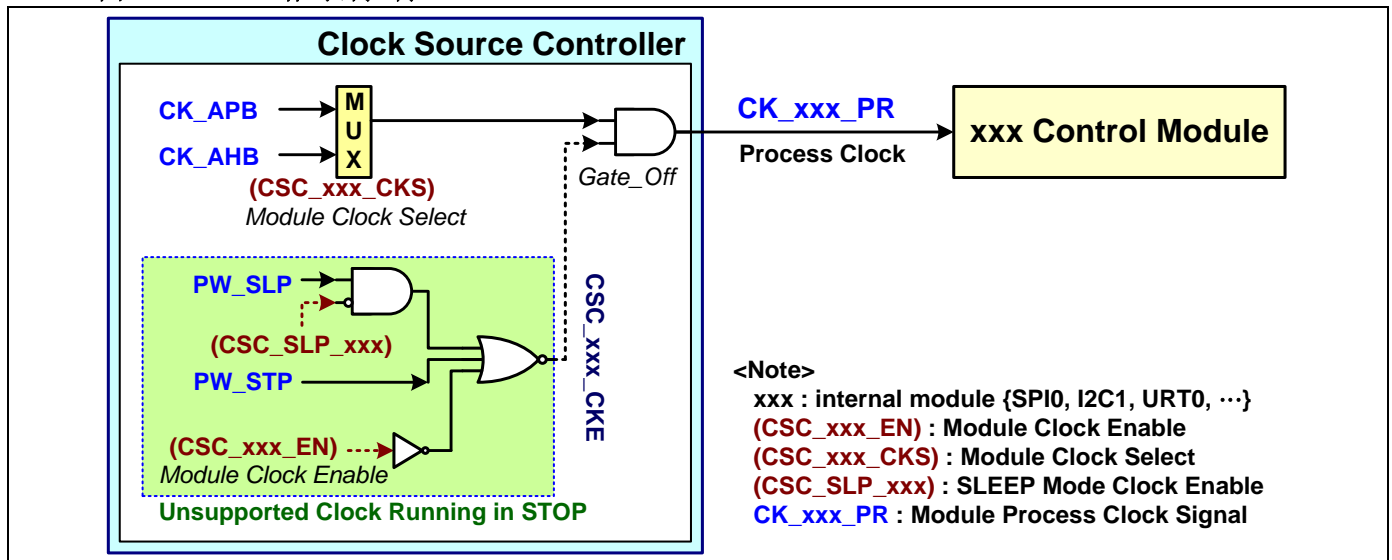 Clock Source Controller
CK_APB
CK_AHB
M
U
X
(CSC_xxx_CKS)
Module Clock Select
Gate_Off
CK_xxx_PR
Process Clock
xxx Control Module
PW_SLP
(CSC_SLP_xxx)
PW_STP
(CSC_xxx_EN)
Module Clock Enable
CSC_xxx_CKE
Unsupported Clock Running in STOP
<Note>
xxx : internal module {SPI0, I2C1, URT0, ⋯}
(CSC_xxx_EN) : Module Clock Enable
(CSC_xxx_CKS) : Module Clock Select
(CSC_SLP_xxx) : SLEEP Mode Clock Enable
CK_xxx_PR : Module Process Clock Signal